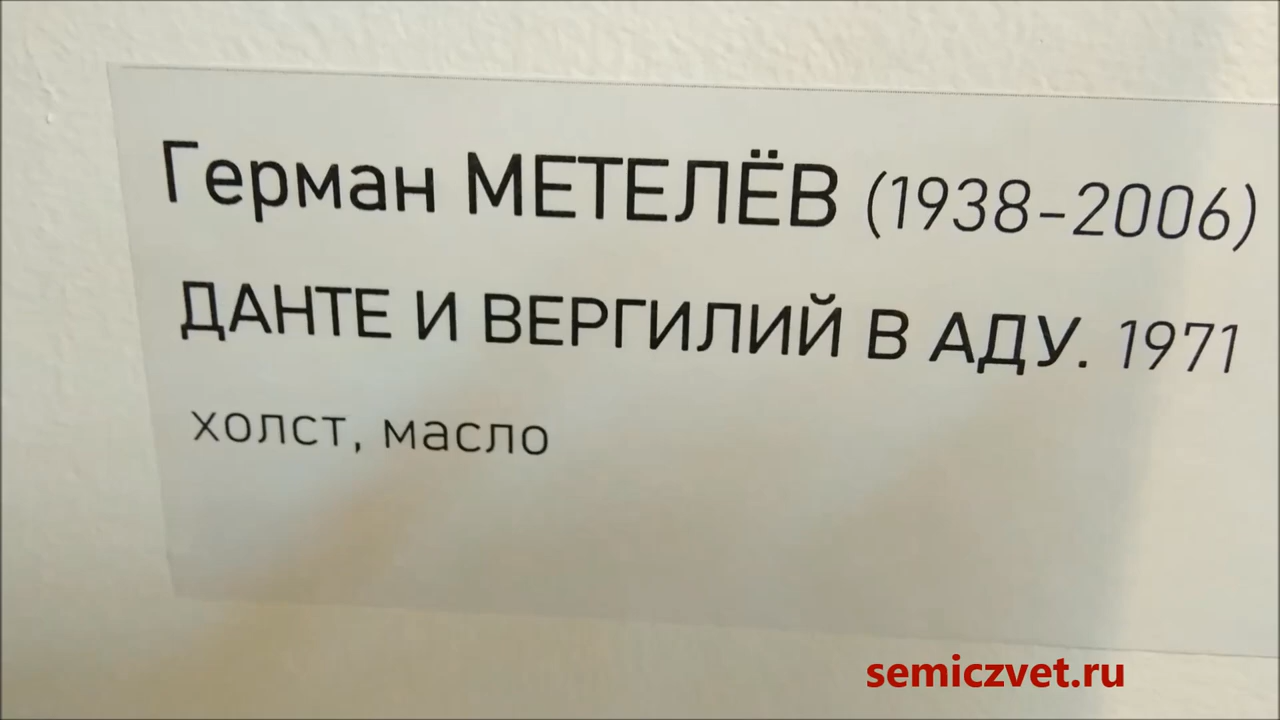 Герман МЕТЕЛЁВ (1938-2006)
ДАНТЕ И ВЕРГИЛИЙ В АДУ. 1971
холст, масло
semiczvet.ru